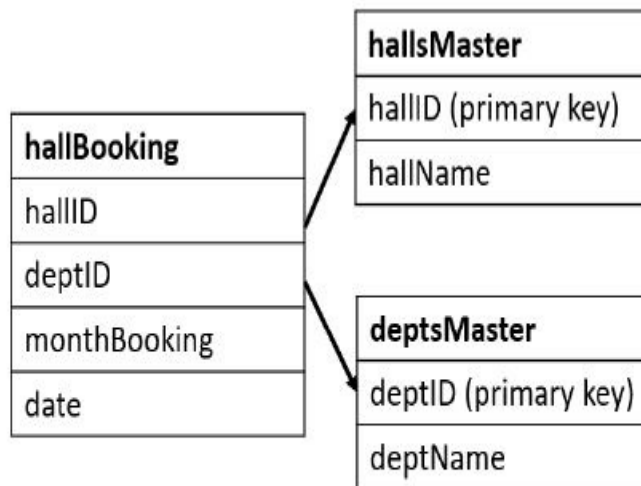 hallBooking
hallID
deptID
monthBooking
date
hallsMaster
hallID (primary key)
hallName
deptsMaster
deptID (primary key)
deptName